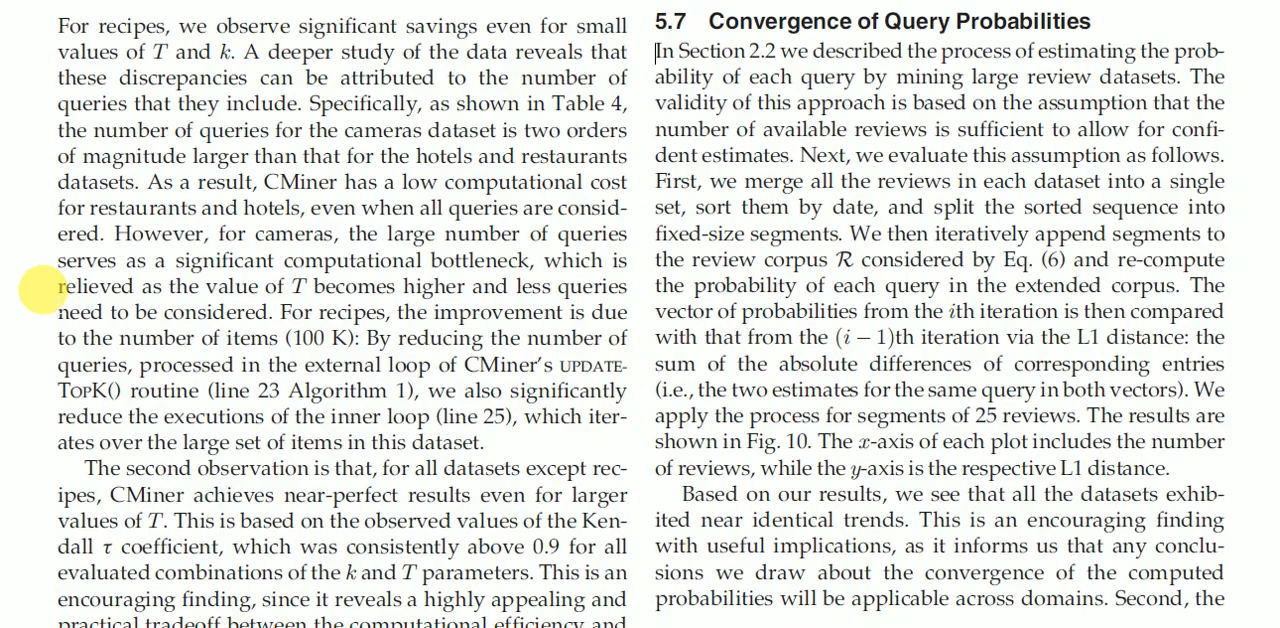 For recipes, we observe significant savings even for small
values of T and k. A deeper study of the data reveals that
these discrepancies can be attributed to the number of
queries that they include. Specifically, as shown in Table 4,
the number of queries for the cameras dataset is two orders
of magnitude larger than that for the hotels and restaurants
datasets. As a result, CMiner has a low computational cost
for restaurants and hotels, even when all queries are consid-
ered. However, for cameras, the large number of queries
serves as a significant computational bottleneck, which is
relieved as the value of T becomes higher and less queries
need to be considered. For recipes, the improvement is due
to the number of items (100 K): By reducing the number of
queries, processed in the external loop of CMiner's UPDATE-
TOPK() routine (line 23 Algorithm 1), we also significantly
reduce the executions of the inner loop (line 25), which iter-
ates over the large set of items in this dataset.
The second observation is that, for all datasets except rec-
ipes, CMiner achieves near-perfect results even for larger
values of T. This is based on the observed values of the Ken-
dall τ coefficient, which was consistently above 0.9 for all
evaluated combinations of the k and T parameters. This is an
encouraging finding, since it reveals a highly appealing and
practical tradeoff between the computational efficiency and
5.7 Convergence of Query Probabilities
In Section 2.2 we described the process of estimating the prob-
ability of each query by mining large review datasets. The
validity of this approach is based on the assumption that the
number of available reviews is sufficient to allow for confi-
dent estimates. Next, we evaluate this assumption as follows.
First, we merge all the reviews in each dataset into a single
set, sort them by date, and split the sorted sequence into
fixed-size segments. We then iteratively append segments to
the review corpus R considered by Eq. (6) and re-compute
the probability of each query in the extended corpus. The
vector of probabilities from the ith iteration is then compared
with that from the (i − 1)th iteration via the L1 distance: the
sum of the absolute differences of corresponding entries
(i.e., the two estimates for the same query in both vectors). We
apply the process for segments of 25 reviews. The results are
shown in Fig. 10. The x-axis of each plot includes the number
of reviews, while the y-axis is the respective L1 distance.
Based on our results, we see that all the datasets exhib-
ited near identical trends. This is an encouraging finding
with useful implications, as it informs us that any conclu-
sions we draw about the convergence of the computed
probabilities will be applicable across domains. Second, the